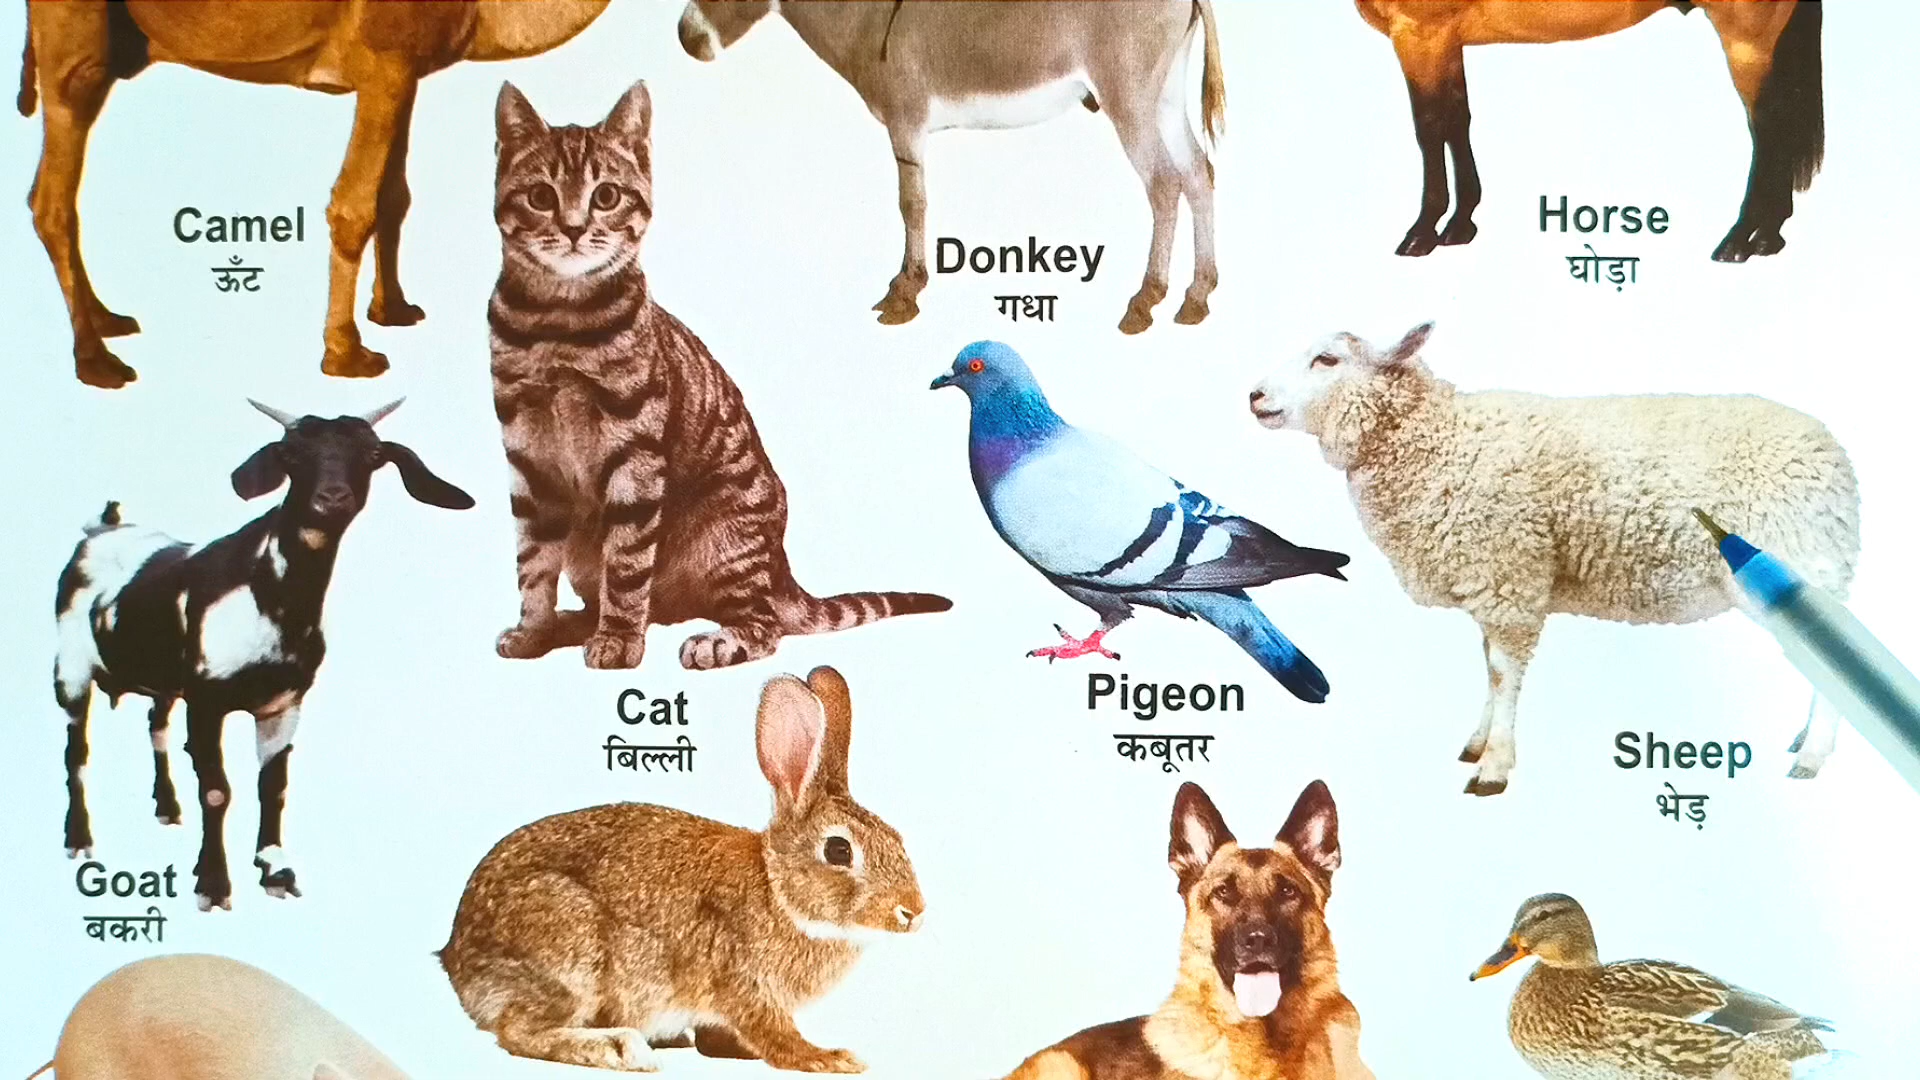 Camel
ऊँट
Donkey
गधा
Horse
घोड़ा
Cat
बिल्ली
Pigeon
कबूतर
Sheep
भेड़
Goat
बकरी